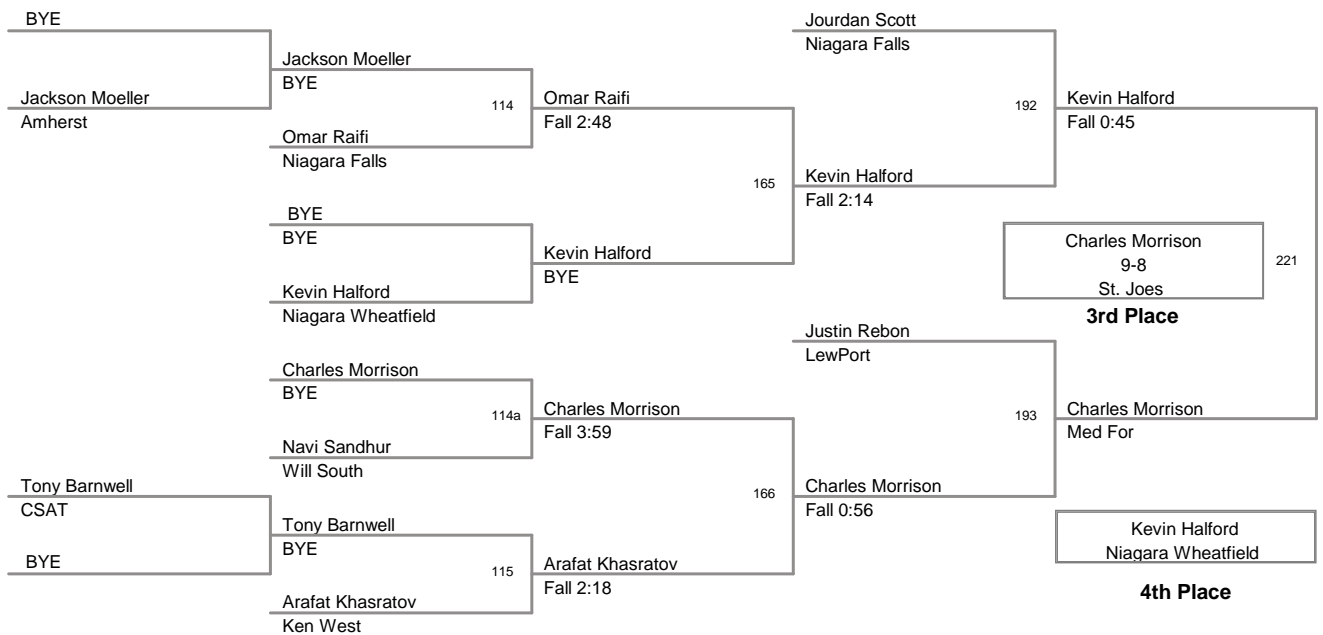 BYE
Jackson Moeller
Amherst
Jackson Moeller
BYE
114
Omar Raifi
Niagara Falls
Omar Raifi
Fall 2:48
BYE
BYE
Kevin Halford
Niagara Wheatfield
Kevin Halford
BYE
165
Jourdan Scott
Niagara Falls
Kevin Halford
Fall 2:14
192
Kevin Halford
Fall 0:45
Charles Morrison
9-8
St. Joes
221
3rd Place
Charles Morrison
BYE
114a
Navi Sandhur
Will South
Charles Morrison
Fall 3:59
Tony Barnwell
CSAT
BYE
Tony Barnwell
BYE
115
Arafat Khasratov
Ken West
Arafat Khasratov
Fall 2:18
166
Justin Rebon
LewPort
Charles Morrison
Fall 0:56
193
Charles Morrison
Med For
Kevin Halford
Niagara Wheatfield
4th Place